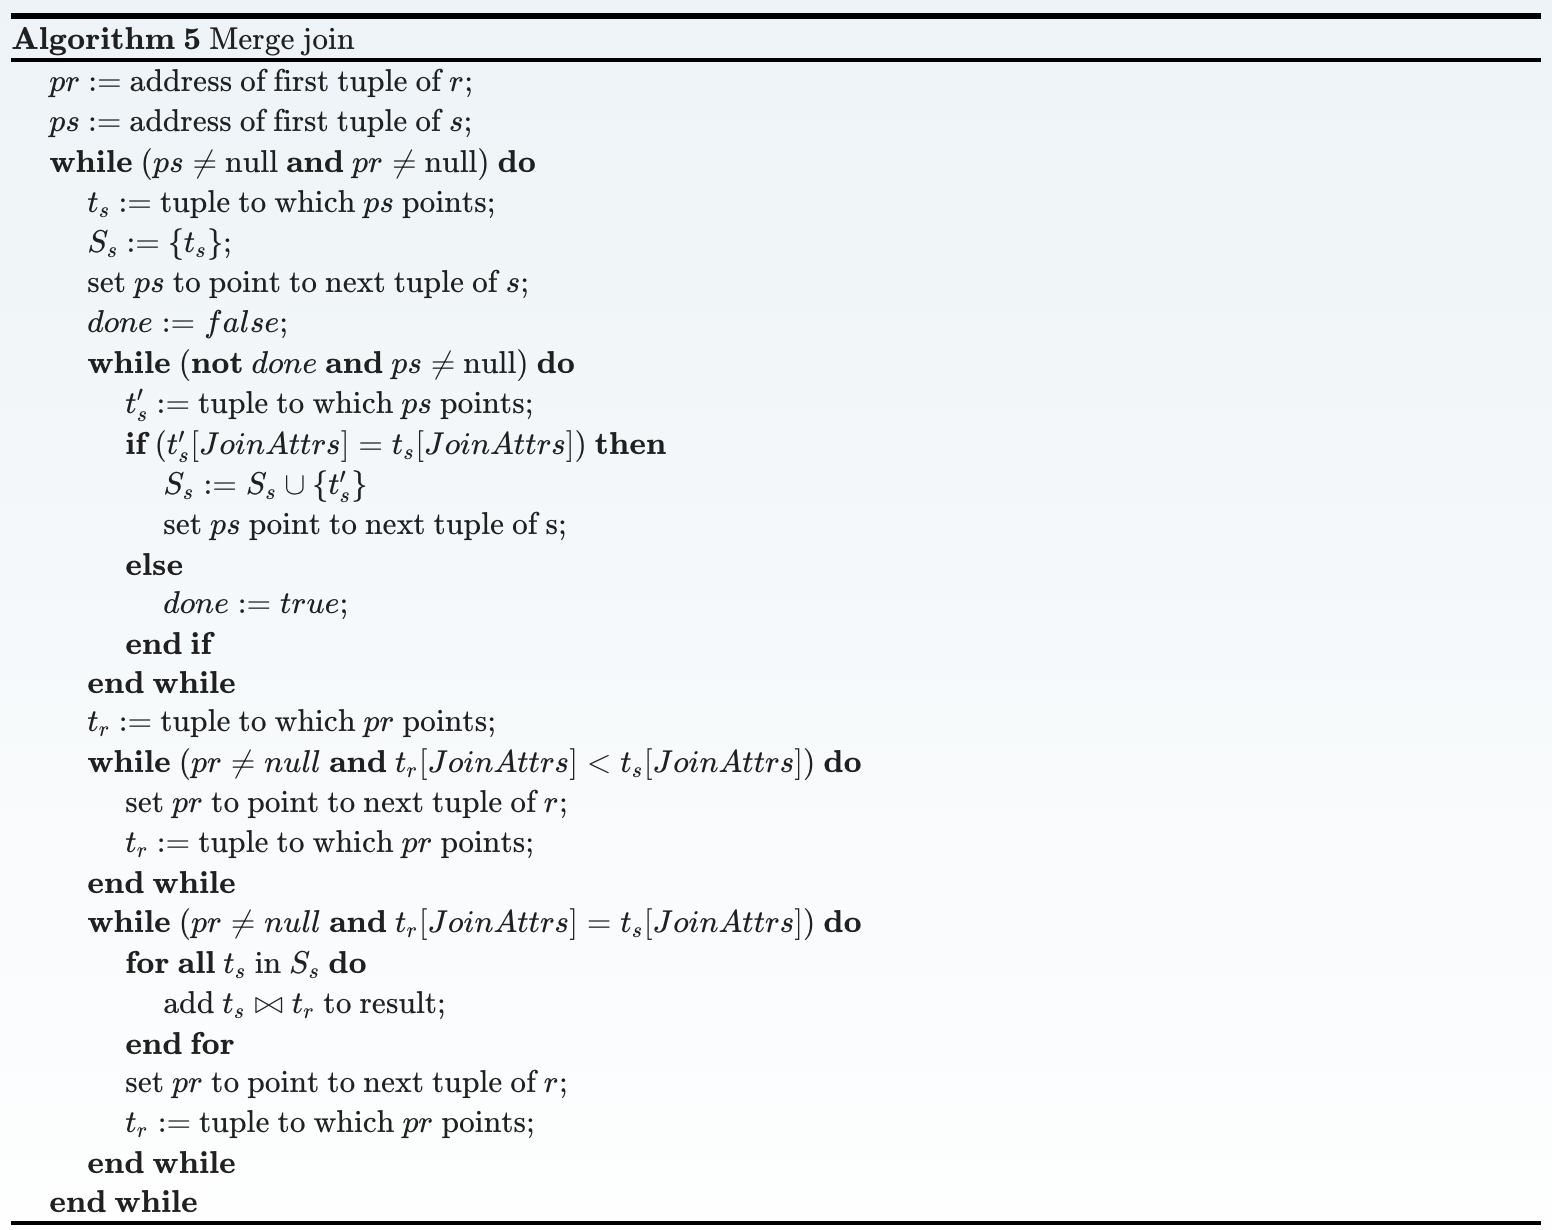 Algorithm 5 Merge join
pr := address of first tuple of r;
ps := address of first tuple of s;
while (ps ≠ null and pr ≠ null) do
t_s := tuple to which ps points;
S_s := {t_s};
set ps to point to next tuple of s;
done := false;
while (not done and ps ≠ null) do
t'_s := tuple to which ps points;
if (t'_s[JoinAttrs] = t_s[JoinAttrs]) then
S_s := S_s ∪ {t'_s}
set ps point to next tuple of s;
else
done := true;
end if
end while
t_r := tuple to which pr points;
while (pr ≠ null and t_r[JoinAttrs] < t_s[JoinAttrs]) do
set pr to point to next tuple of r;
t_r := tuple to which pr points;
end while
while (pr ≠ null and t_r[JoinAttrs] = t_s[JoinAttrs]) do
for all t_s in S_s do
add t_s ⋈ t_r to result;
end for
set pr to point to next tuple of r;
t_r := tuple to which pr points;
end while
end while